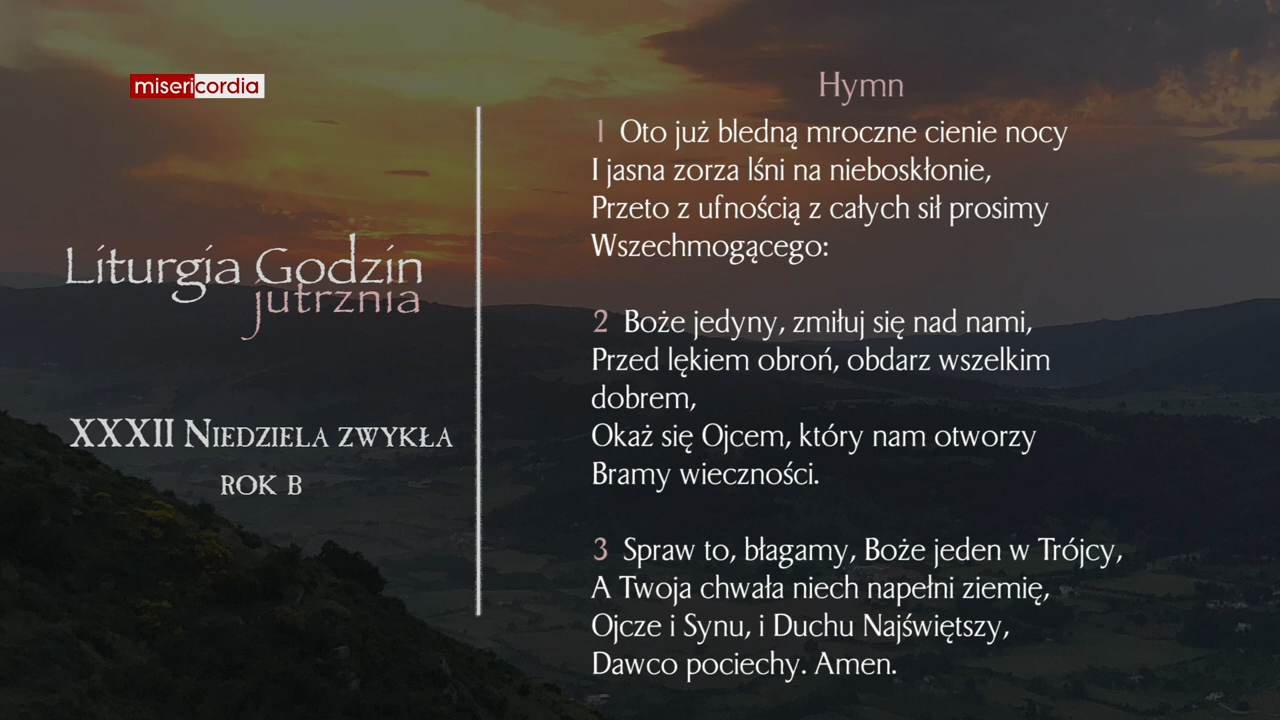 misericordia
Liturgia Godzin
jutrznia
XXXII Niedziela zwykła
rok B
Hymn
1 Oto już bledną mroczne cienie nocy
I jasna zorza lśni na nieboskłonie,
Przeto z ufnością z całych sił prosimy
Wszechmogącego:
2 Boże jedyny, zmiłuj się nad nami,
Przed lękiem obroń, obdarz wszelkim
dobrem,
Okaż się Ojcem, który nam otworzy
Bramy wieczności.
3 Spraw to, błagamy, Boże jeden w Trójcy,
A Twoja chwała niech napełni ziemię,
Ojcze i Synu, i Duchu Najświętszy,
Dawco pociechy. Amen.